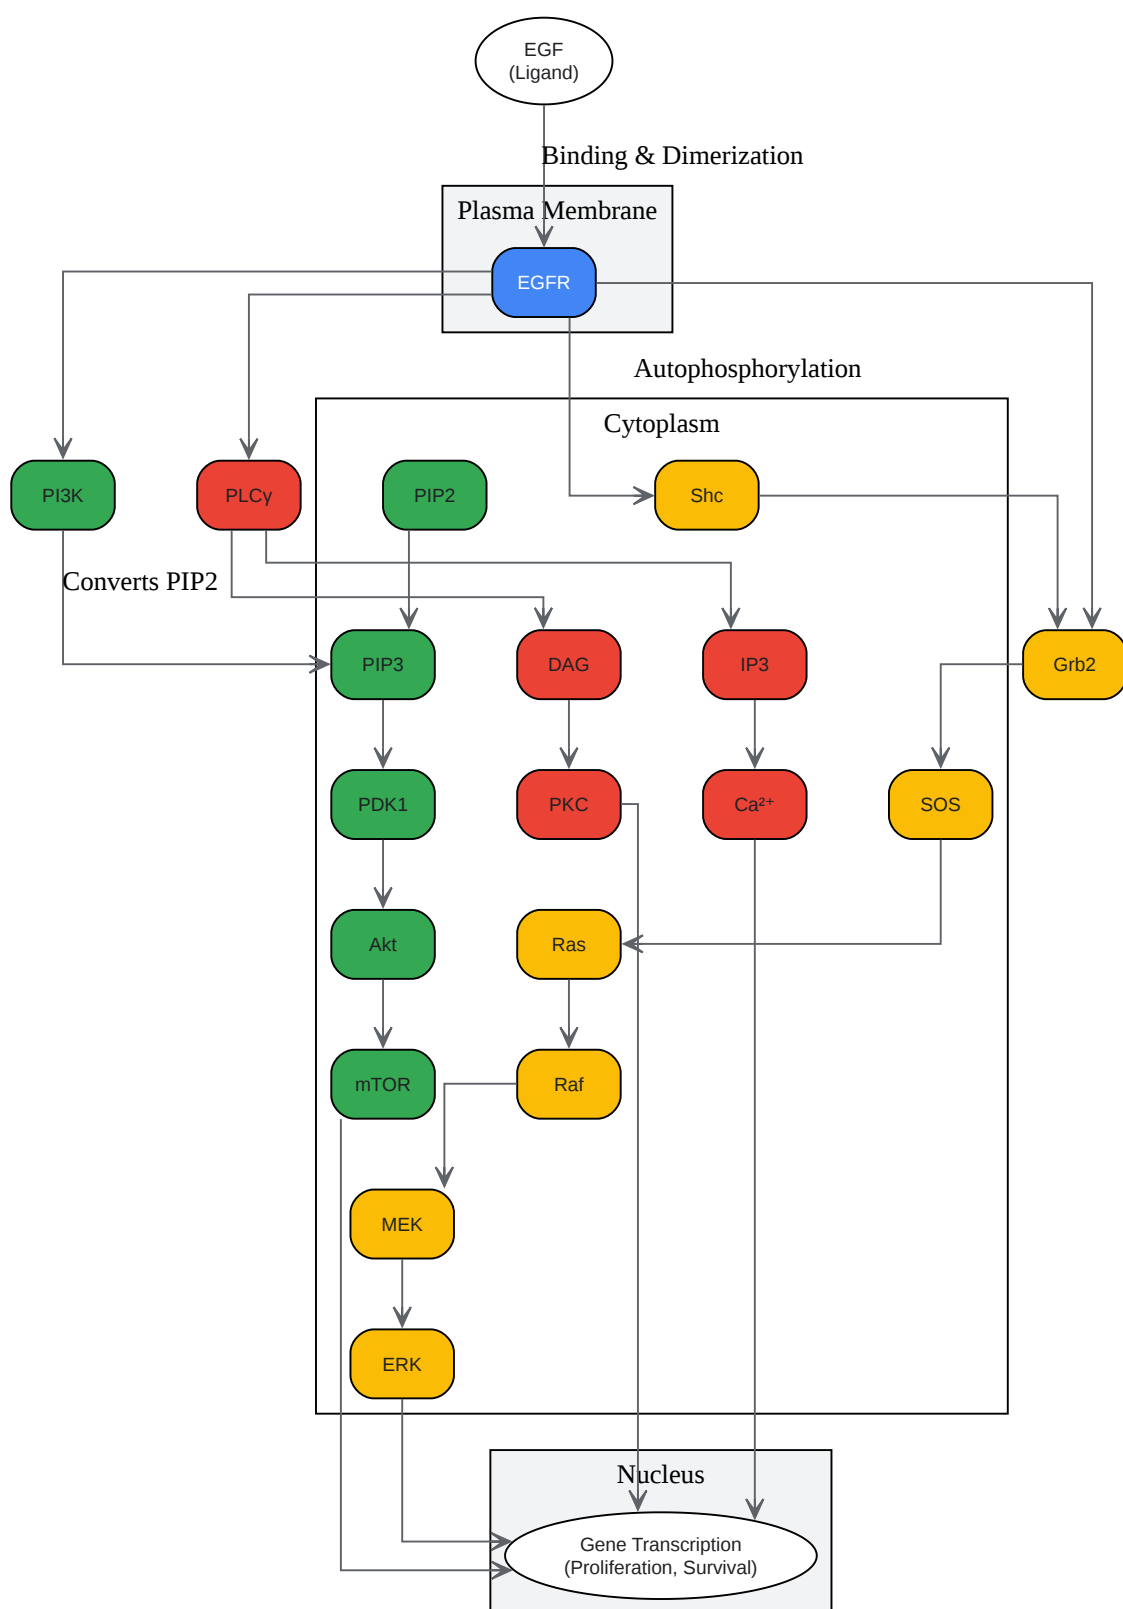 EGF
(Ligand)
Binding & Dimerization
Plasma Membrane
EGFR
Autophosphorylation
Cytoplasm
PI3K
PLCγ
PIP2
Shc
Converts PIP2
PIP3
DAG
IP3
Grb2
PDK1
PKC
Ca²⁺
SOS
Akt
Ras
mTOR
Raf
MEK
ERK
Nucleus
Gene Transcription
(Proliferation, Survival)